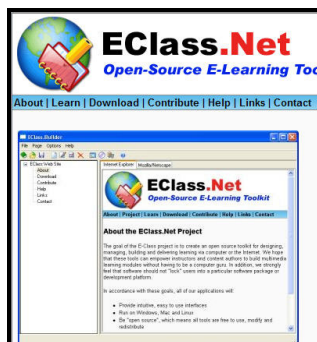 EClass.Net
Open-Source E-Learning Too
About | Learn | Download | Contribute | Help | Links | Contact
EClass.Builder
File Page Options Help
EClass Web Site
About
Download
Contribute
Help
Links
Contact
Internet Explorer Mozilla/Netscape
EClass.Net
Open-Source E-Learning Toolkit
About | Project | Learn | Download | Contribute | Help | Links | Contact
About the EClass.Net Project
The goal of the E-Class project is to create an open source toolkit for designing,
managing, building and delivering learning via computer or the Internet. We hope
that these tools can empower instructors and content authors to build multimedia
learning modules without having to be a computer guru. In addition, we strongly
feel that software should not "lock" users into a particular software package or
development platform.
In accordance with these goals, all of our applications will:
Provide intuitive, easy to use interfaces
Run on Windows, Mac and Linux
Be "open source", which means all tools are free to use, modify and
redistribute